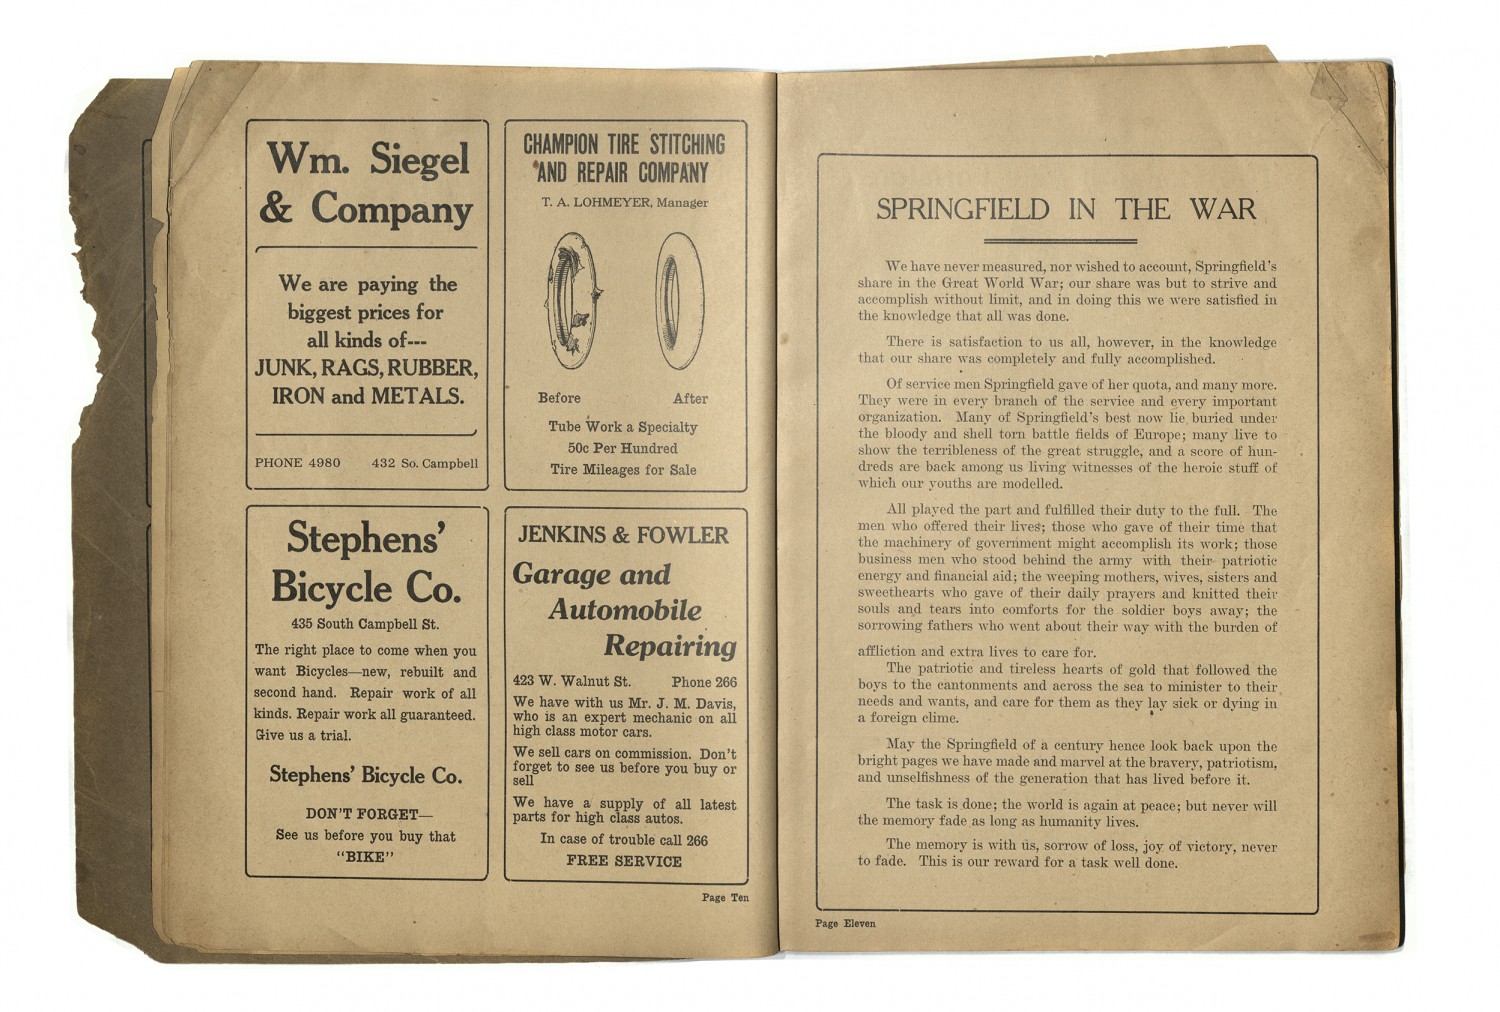 Wm. Siegel
& Company
We are paying the
biggest prices for
all kinds of---
JUNK, RAGS, RUBBER,
IRON and METALS.
PHONE 4980 432 So. Campbell
CHAMPION TIRE STITCHING
AND REPAIR COMPANY
T. A. LOHMEYER, Manager
Before After
Tube Work a Specialty
50c Per Hundred
Tire Mileages for Sale
Stephens'
Bicycle Co.
435 South Campbell St.
The right place to come when you
want Bicycles—new, rebuilt and
second hand. Repair work of all
kinds. Repair work all guaranteed.
Give us a trial.
Stephens' Bicycle Co.
DON'T FORGET—
See us before you buy that
"BIKE"
JENKINS & FOWLER
Garage and
Automobile
Repairing
423 W. Walnut St. Phone 266
We have with us Mr. J. M. Davis,
who is an expert mechanic on all
high class motor cars.
We sell cars on commission. Don't
forget to see us before you buy or
sell
We have a supply of all latest
parts for high class autos.
In case of trouble call 266
FREE SERVICE
Page Ten
SPRINGFIELD IN THE WAR
We have never measured, nor wished to account, Springfield's
share in the Great World War; our share was but to strive and
accomplish without limit, and in doing this we were satisfied in
the knowledge that all was done.
There is satisfaction to us all, however, in the knowledge
that our share was completely and fully accomplished.
Of service men Springfield gave of her quota, and many more.
They were in every branch of the service and every important
organization. Many of Springfield's best now lie buried under
the bloody and shell torn battle fields of Europe; many live to
show the terribleness of the great struggle, and a score of hun-
dreds are back among us living witnesses of the heroic stuff of
which our youths are modelled.
All played the part and fulfilled their duty to the full. The
men who offered their lives; those who gave of their time that
the machinery of government might accomplish its work; those
business men who stood behind the army with their patriotic
energy and financial aid; the weeping mothers, wives, sisters and
sweethearts who gave of their daily prayers and knitted their
souls and tears into comforts for the soldier boys away; the
sorrowing fathers who went about their way with the burden of
affliction and extra lives to care for.
The patriotic and tireless hearts of gold that followed the
boys to the cantonments and across the sea to minister to their
needs and wants, and care for them as they lay sick or dying in
a foreign clime.
May the Springfield of a century hence look back upon the
bright pages we have made and marvel at the bravery, patriotism,
and unselfishness of the generation that has lived before it.
The task is done; the world is again at peace; but never will
the memory fade as long as humanity lives.
The memory is with us, sorrow of loss, joy of victory, never
to fade. This is our reward for a task well done.
Page Eleven